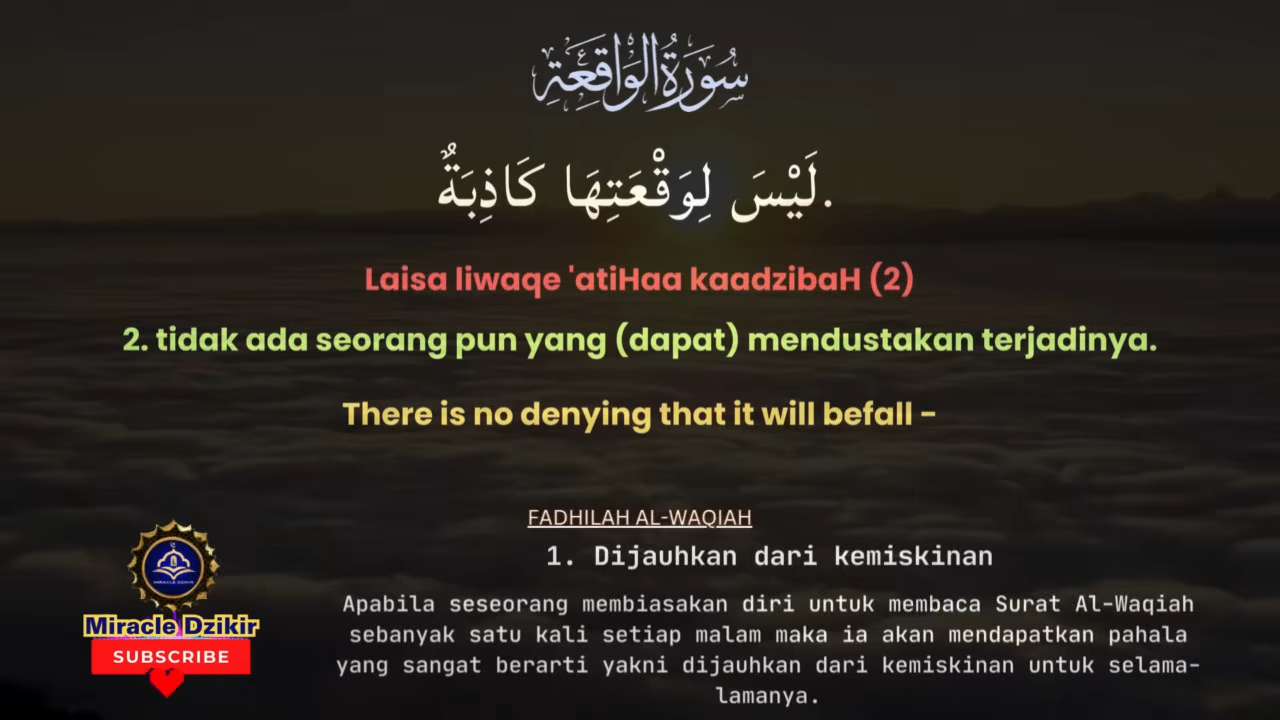 سُورَةُ الْوَاقِعَةِ
لَيْسَ لِوَقْعَتِهَا كَاذِبَةٌ.
Laisa liwaqe 'atiHaa kaadzibaH (2)
2. tidak ada seorang pun yang (dapat) mendustakan terjadinya.
There is no denying that it will befall -
FADHILAH AL-WAQIAH
1. Dijauhkan dari kemiskinan
Apabila seseorang membiasakan diri untuk membaca Surat Al-Waqiah
sebanyak satu kali setiap malam maka ia akan mendapatkan pahala
yang sangat berarti yakni dijauhkan dari kemiskinan untuk selama-
lamanya.
MIRACLE DZIKIR
Miracle Dzikir
SUBSCRIBE